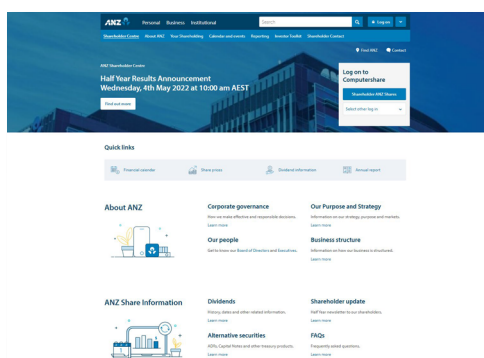 ANZ
Personal Business Institutional
Search
Log on
Shareholder Centre About ANZ Your Shareholding Calendar and events Reporting Investor Toolkit Shareholder Contact
Find ANZ Contact
ANZ Shareholder Centre
Half Year Results Announcement
Wednesday, 4th May 2022 at 10:00 am AEST
Find out more
Log on to
Computershare
Shareholder ANZ Shares
Select other log in
Quick links
Financial calendar Share prices Dividend information Annual report
About ANZ
Corporate governance
How we make effective and responsible decisions.
Learn more
Our Purpose and Strategy
Information on our strategy, purpose and markets.
Learn more
Our people
Get to know our Board of Directors and Executives.
Business structure
Information on how our business is structured.
Learn more
ANZ Share Information
Dividends
History, dates and other related information.
Learn more
Shareholder update
Half Year newsletter to our shareholders.
Learn more
Alternative securities
ADRs, Capital Notes and other treasury products.
Learn more
FAQs
Frequently asked questions.
Learn more